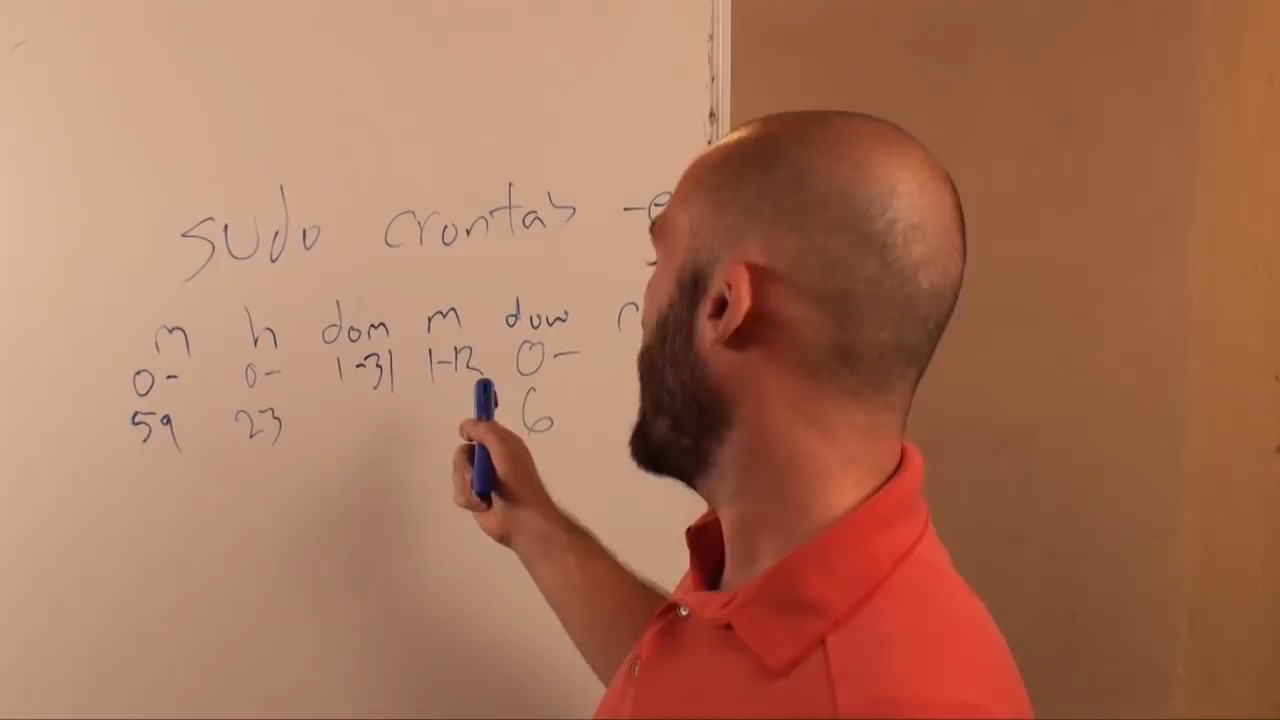 sudo crontab -e
m h dom m dow
0- 0- 1-31 1-12 0-
59 23 6